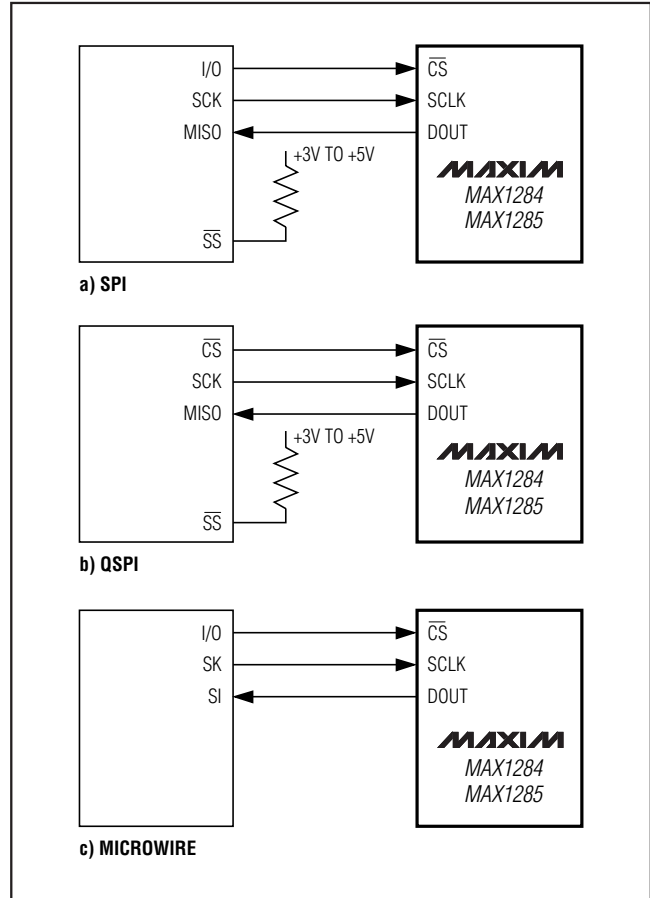 I/O
CS̅
SCK
SCLK
MISO
DOUT
+3V TO +5V
MAXIM
MAX1284
MAX1285
SS̅
a) SPI
CS̅
CS̅
SCK
SCLK
MISO
DOUT
+3V TO +5V
MAXIM
MAX1284
MAX1285
SS̅
b) QSPI
I/O
CS̅
SK
SCLK
SI
DOUT
MAXIM
MAX1284
MAX1285
c) MICROWIRE